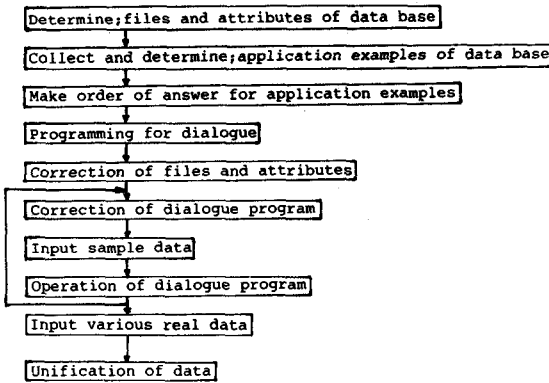 Determine;files and attributes of data base
Collect and determine;application examples of data base
Make order of answer for application examples
Programming for dialogue
Correction of files and attributes
Correction of dialogue program
Input sample data
Operation of dialogue program
Input various real data
Unification of data